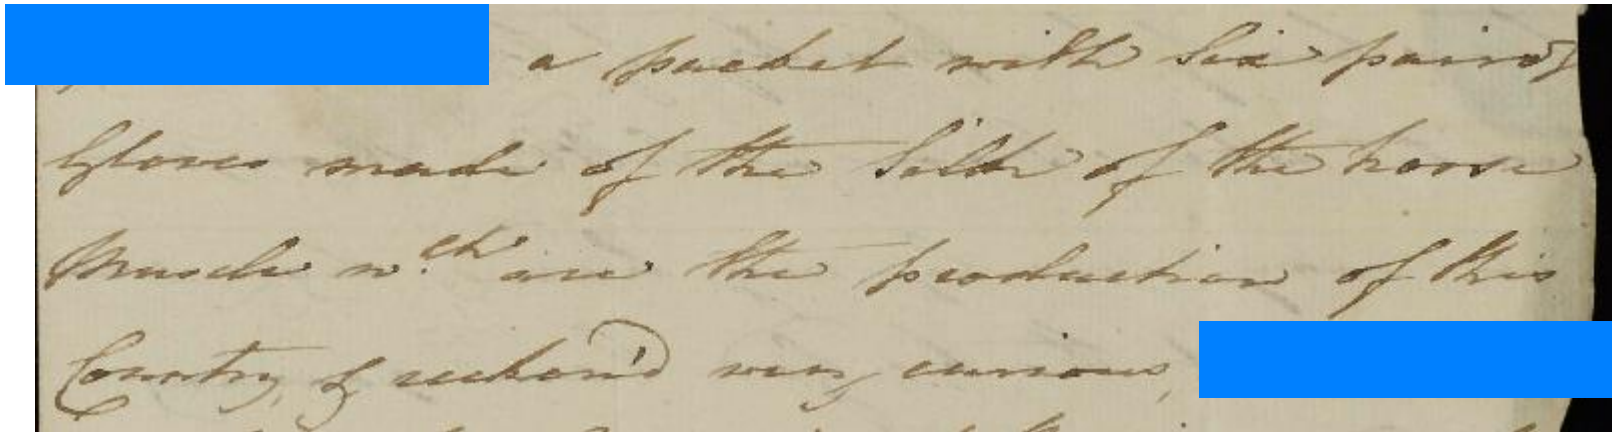 a packet with six pair of
Gloves made of the Silk of the horse
Muscle w.ch are the production of this
Country, & reckon'd very curious,